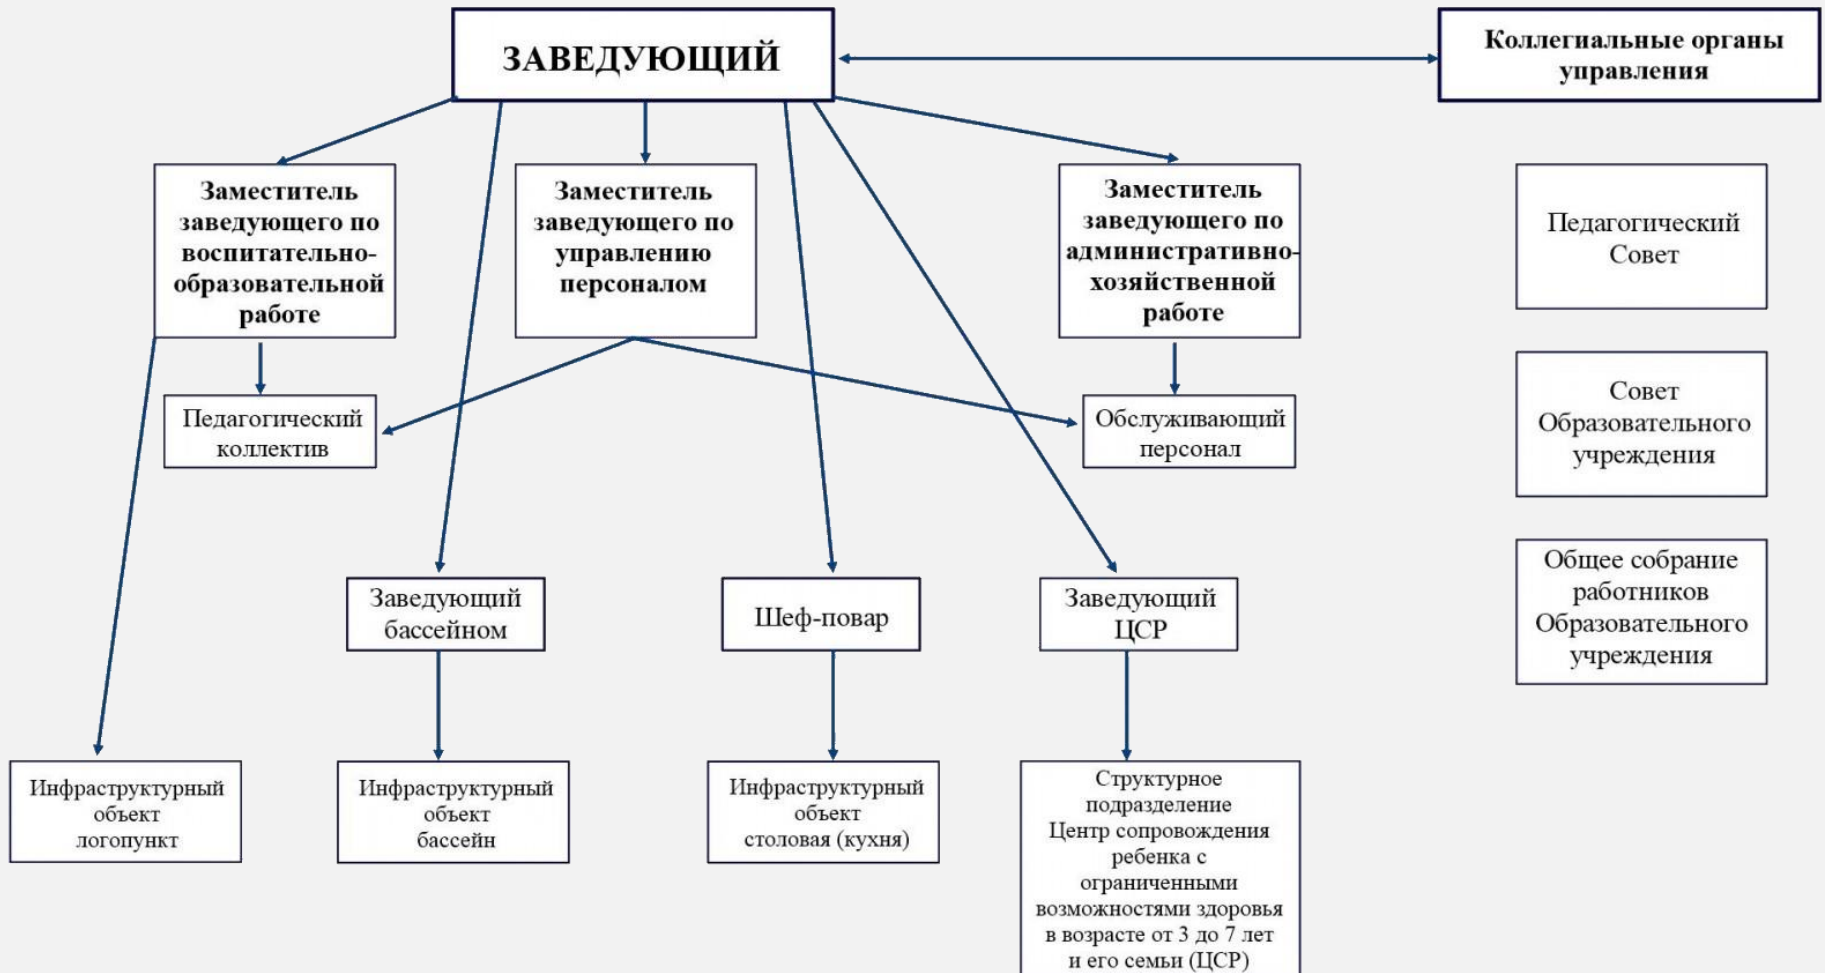 ЗАВЕДУЮЩИЙ
Коллегиальные органы
управления
Заместитель
заведующего по
воспитательно-
образовательной
работе
Заместитель
заведующего по
управлению
персоналом
Заместитель
заведующего по
административно-
хозяйственной
работе
Педагогический
Совет
Педагогический
коллектив
Обслуживающий
персонал
Совет
Образовательного
учреждения
Заведующий
бассейном
Шеф-повар
Заведующий
ЦСР
Общее собрание
работников
Образовательного
учреждения
Инфраструктурный
объект
логопункт
Инфраструктурный
объект
бассейн
Инфраструктурный
объект
столовая (кухня)
Структурное
подразделение
Центр сопровождения
ребенка с
ограниченными
возможностями здоровья
в возрасте от 3 до 7 лет
и его семьи (ЦСР)